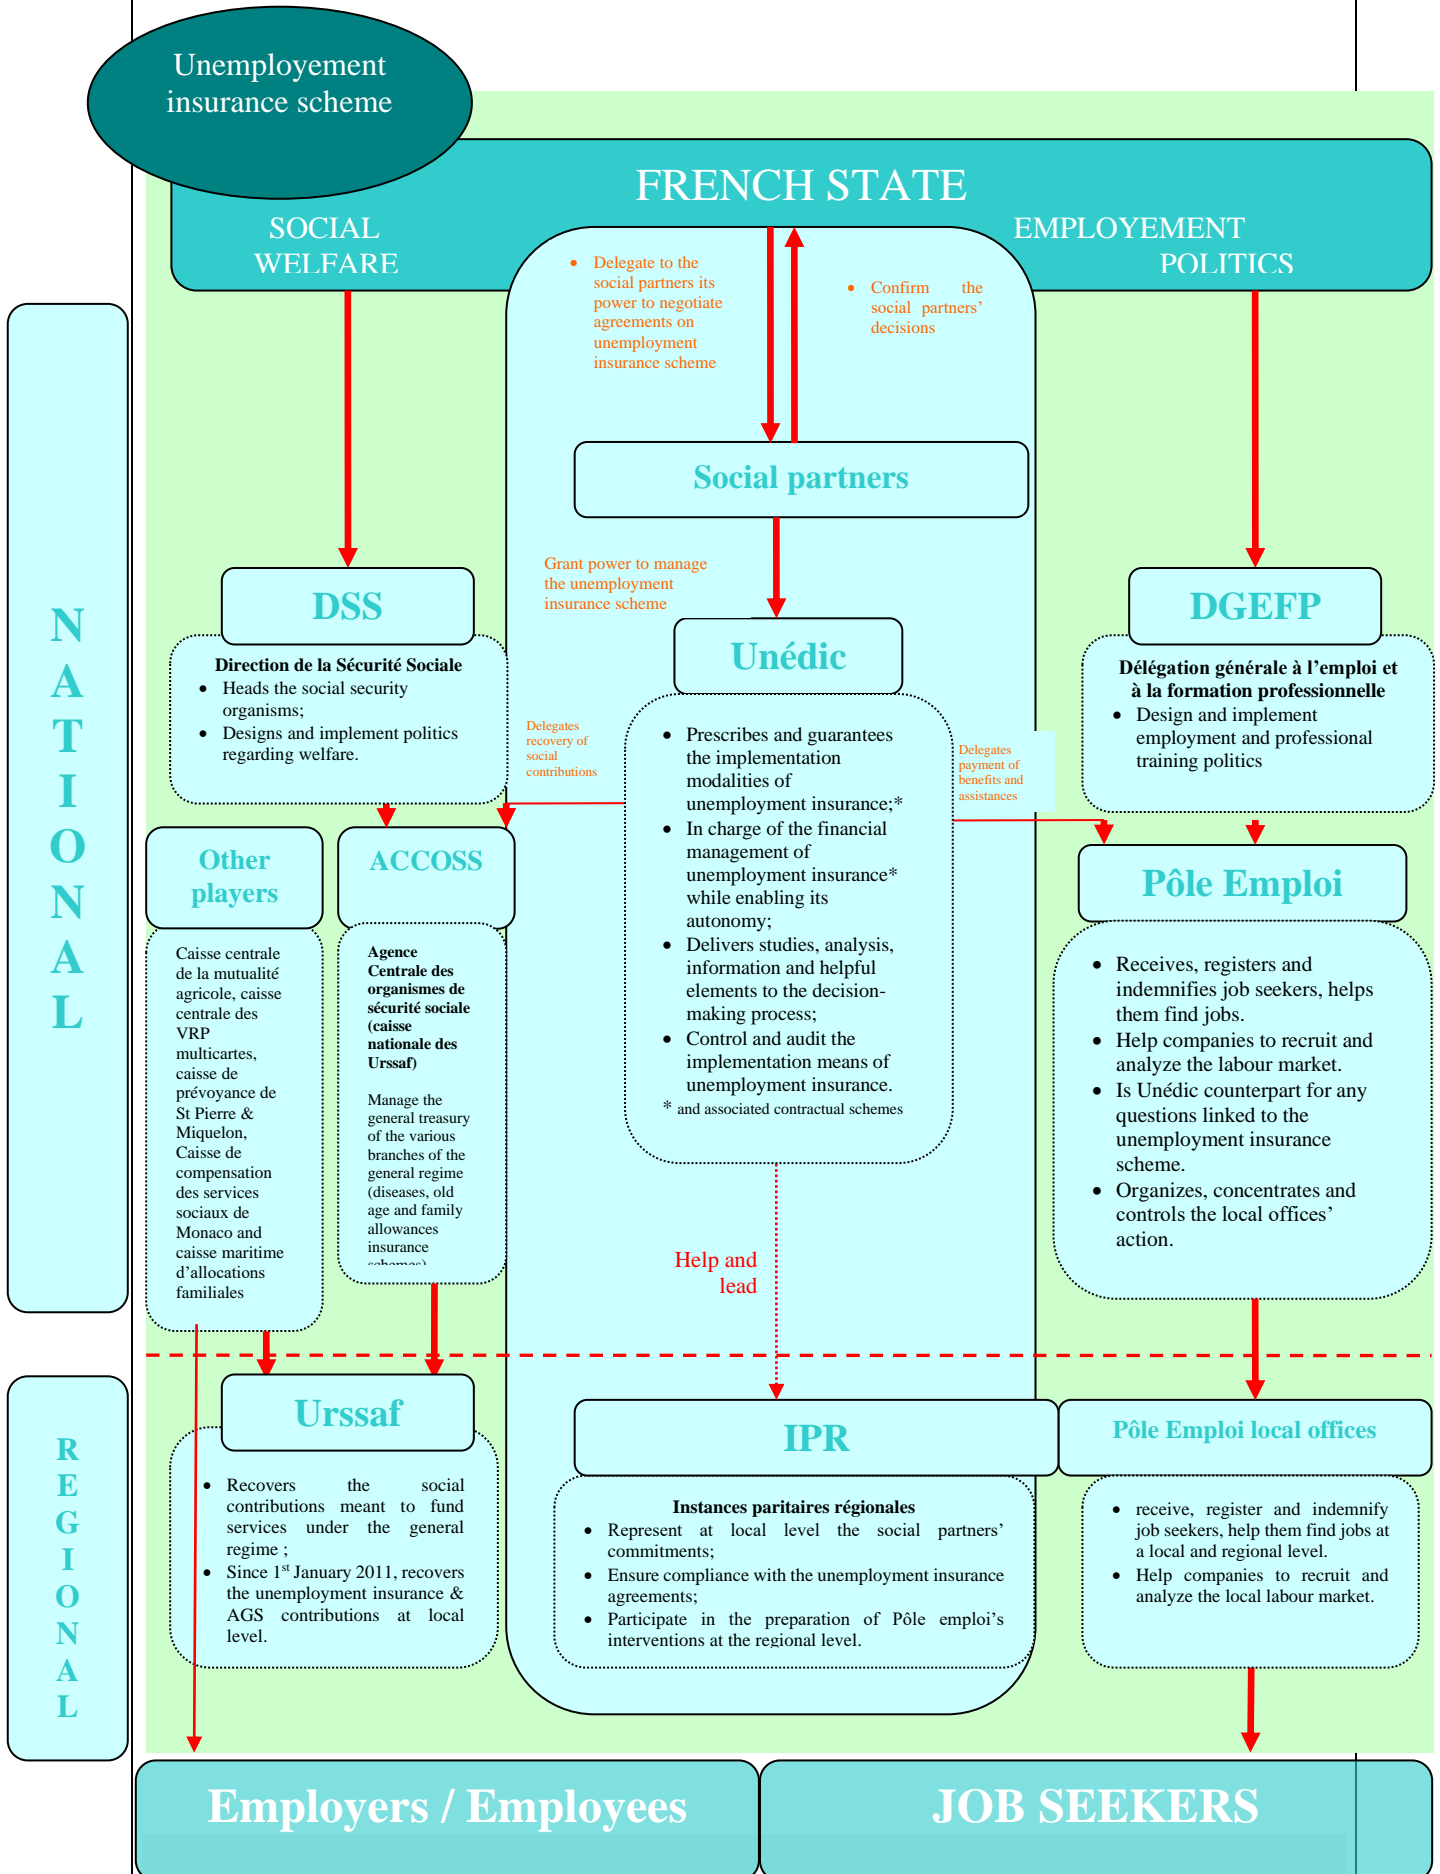 Unemployement
insurance scheme
FRENCH STATE
SOCIAL
WELFARE
EMPLOYEMENT
POLITICS
• Delegate to the
social partners its
power to negotiate
agreements on
unemployment
insurance scheme
• Confirm the
social partners’
decisions
Social partners
Grant power to manage
the unemployment
insurance scheme
NATIONAL
DSS
Direction de la Sécurité Sociale
• Heads the social security
organisms;
• Designs and implement politics
regarding welfare.
Unédic
• Prescribes and guarantees
the implementation
modalities of
unemployment insurance;*
• In charge of the financial
management of
unemployment insurance*
while enabling its
autonomy;
• Delivers studies, analysis,
information and helpful
elements to the decision-
making process;
• Control and audit the
implementation means of
unemployment insurance.
* and associated contractual schemes
DGEFP
Délégation générale à l’emploi et
à la formation professionnelle
• Design and implement
employment and professional
training politics
Delegates
recovery of
social
contributions
Delegates
payment of
benefits and
assistances
Other
players
Caisse centrale
de la mutualité
agricole, caisse
centrale des
VRP
multicartes,
caisse de
prévoyance de
St Pierre &
Miquelon,
Caisse de
compensation
des services
sociaux de
Monaco and
caisse maritime
d’allocations
familiales
ACCOSS
Agence
Centrale des
organismes de
sécurité sociale
(caisse
nationale des
Urssaf)
Manage the
general treasury
of the various
branches of the
general regime
(diseases, old
age and family
allowances
insurance
schemes)
Pôle Emploi
• Receives, registers and
indemnifies job seekers, helps
them find jobs.
• Help companies to recruit and
analyze the labour market.
• Is Unédic counterpart for any
questions linked to the
unemployment insurance
scheme.
• Organizes, concentrates and
controls the local offices’
action.
Help and
lead
REGIONAL
Urssaf
• Recovers the social
contributions meant to fund
services under the general
regime ;
• Since 1st January 2011, recovers
the unemployment insurance &
AGS contributions at local
level.
IPR
Instances paritaires régionales
• Represent at local level the social partners’
commitments;
• Ensure compliance with the unemployment insurance
agreements;
• Participate in the preparation of Pôle emploi’s
interventions at the regional level.
Pôle Emploi local offices
• receive, register and indemnify
job seekers, help them find jobs at
a local and regional level.
• Help companies to recruit and
analyze the local labour market.
Employers / Employees
JOB SEEKERS